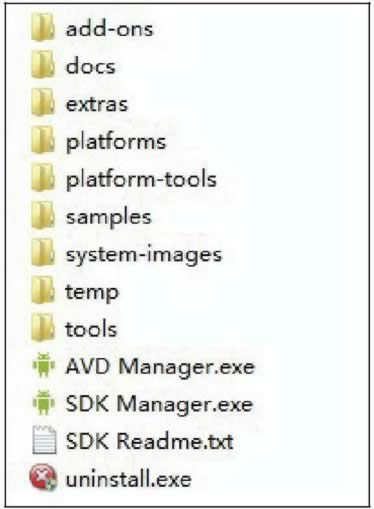 add-ons
docs
extras
platforms
platform-tools
samples
system-images
temp
tools
AVD Manager.exe
SDK Manager.exe
SDK Readme.txt
uninstall.exe